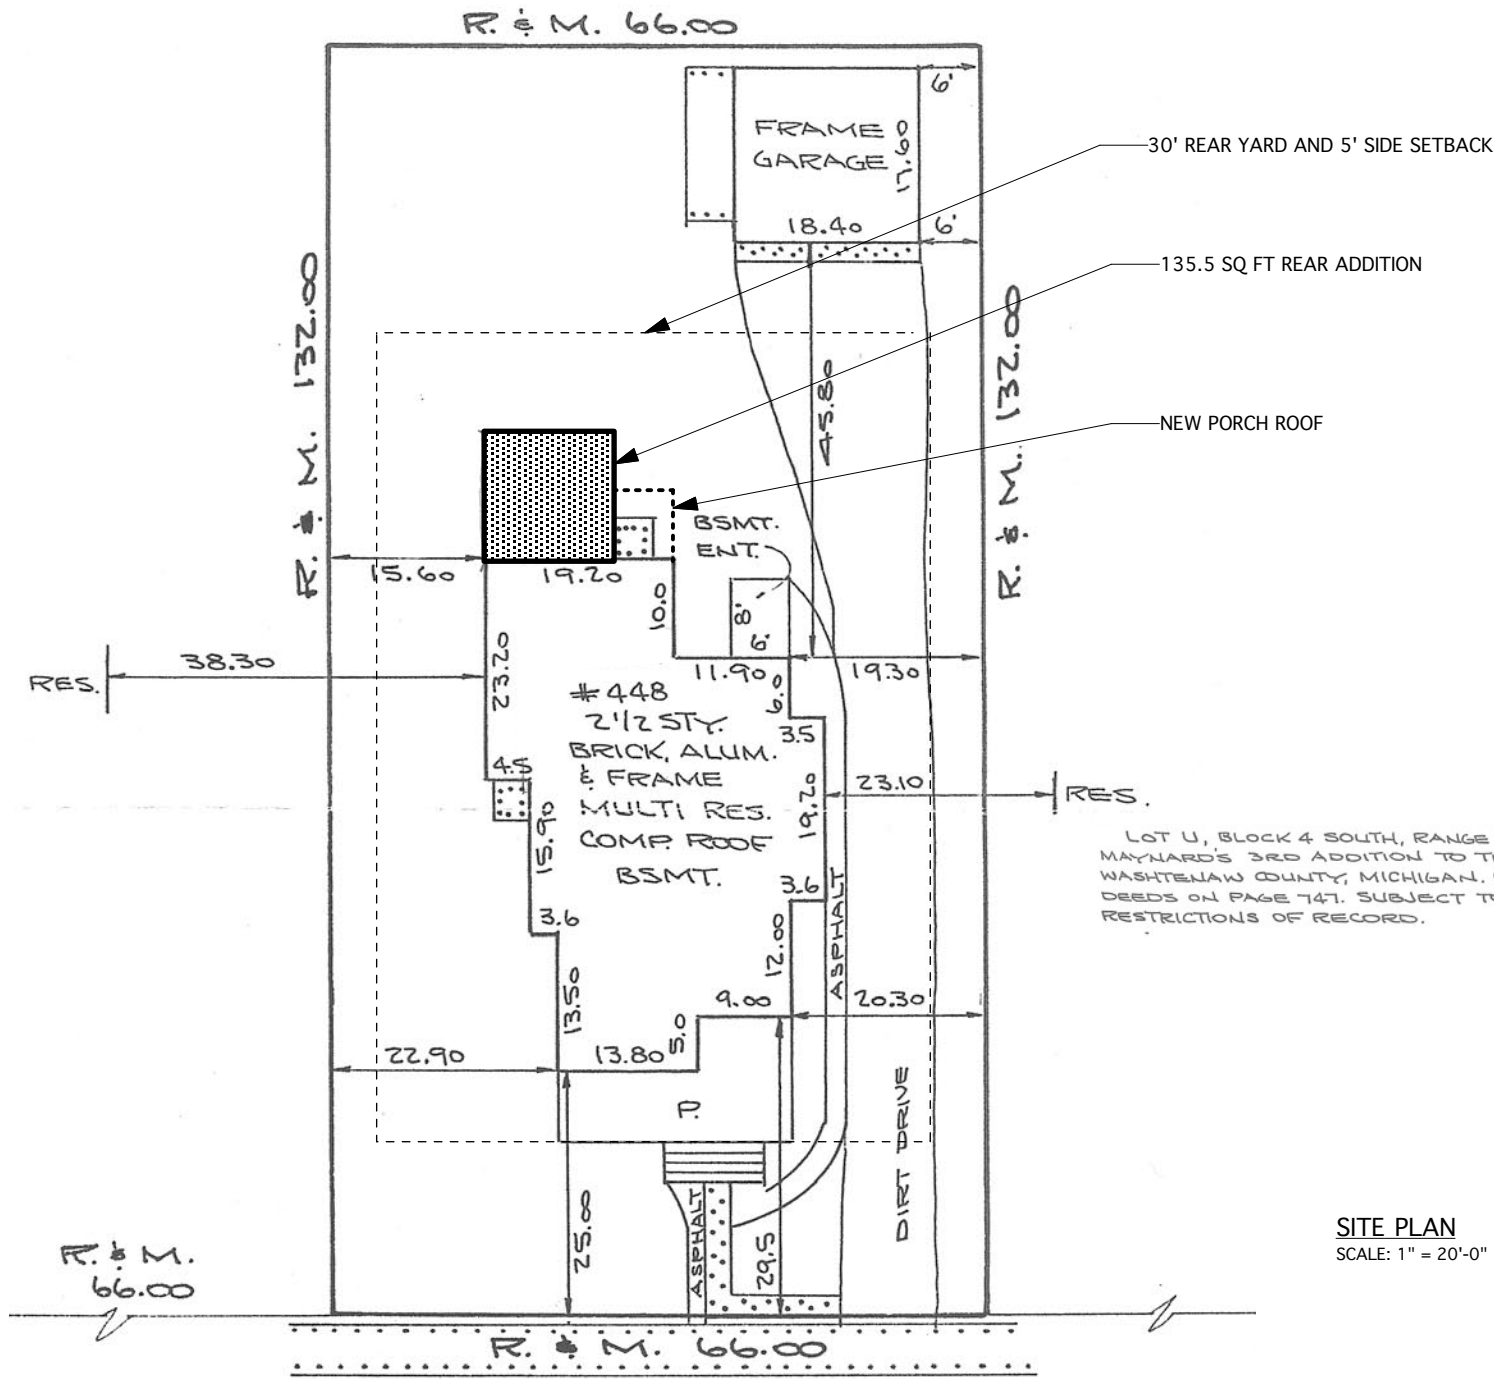 R. & M. 66.00
6'
FRAME
GARAGE
17.60
18.40
6'
30' REAR YARD AND 5' SIDE SETBACK
135.5 SQ FT REAR ADDITION
NEW PORCH ROOF
R. & M. 132.00
R. & M. 132.00
45.80
BSMT.
ENT.
15.60
19.20
10.0
8'
6'
38.30
RES.
23.20
11.90
19.30
6.0
#448
2 1/2 STY.
BRICK, ALUM.
& FRAME
MULTI RES.
COMP. ROOF
BSMT.
3.5
4.5
19.20
23.10
RES.
15.90
3.6
3.6
ASPHALT
12.00
LOT U, BLOCK 4 SOUTH, RANGE
MAYNARD'S 3RD ADDITION TO
WASHTENAW COUNTY, MICHIGAN.
DEEDS ON PAGE 747. SUBJECT
RESTRICTIONS OF RECORD.
13.50
9.00
20.30
5.0
22.90
13.80
P.
DIRT DRIVE
25.00
ASPHALT
29.5
SITE PLAN
SCALE: 1" = 20'-0"
R. & M.
66.00
R. & M. 66.00